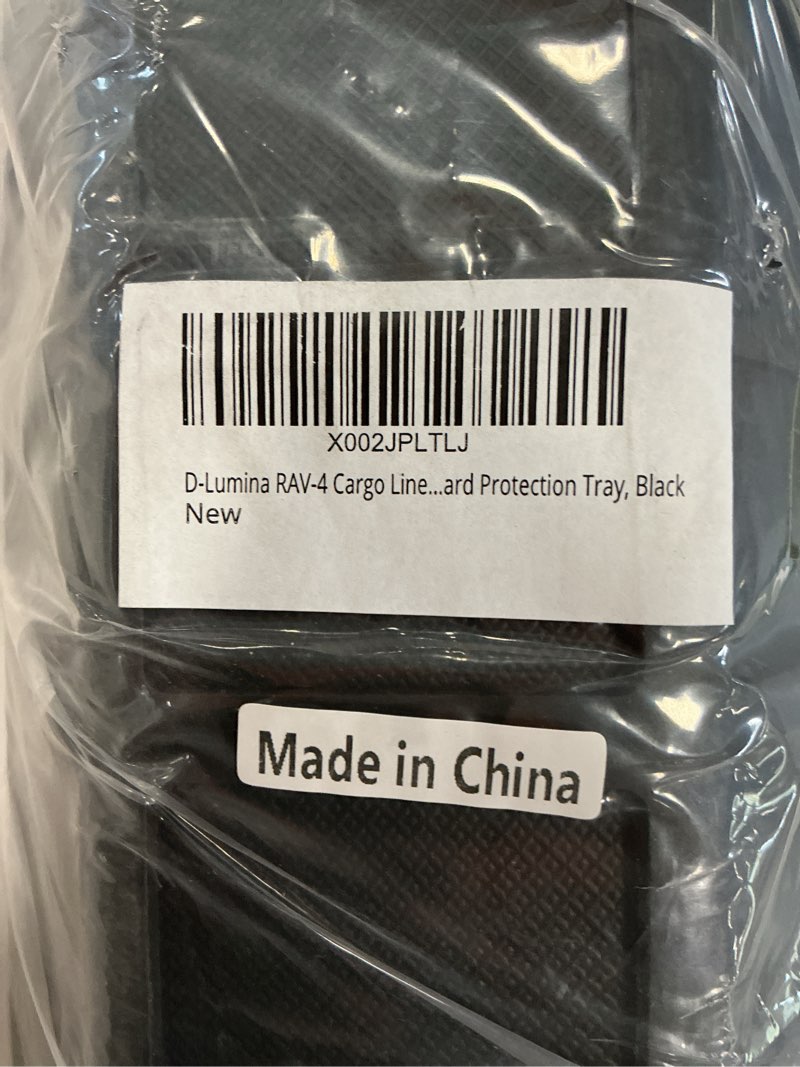 X002JPLTLJ
D-Lumina RAV-4 Cargo Line...ard Protection Tray, Black
New
Made in China